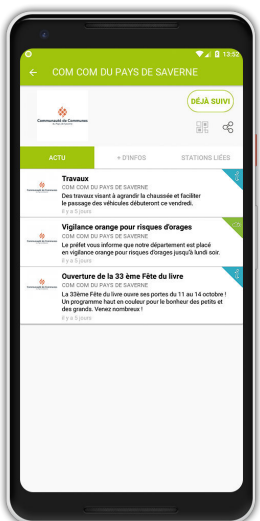 13:52
COM COM DU PAYS DE SAVERNE
Communauté de Communes
DÉJÀ SUIVI
ACTU
+ D'INFOS
STATIONS LIÉES
Travaux
COM COM DU PAYS DE SAVERNE
Des travaux visant à agrandir la chaussée et faciliter
le passage des véhicules débuteront ce vendredi.
Il y a 5 jours
Vigilance orange pour risques d'orages
COM COM DU PAYS DE SAVERNE
Le préfet vous informe que notre département est placé
en vigilance orange pour risques d'orages jusqu'à lundi soir.
Il y a 5 jours
Ouverture de la 33 ème Fête du livre
COM COM DU PAYS DE SAVERNE
La 33ème Fête du livre ouvre ses portes du 11 au 14 octobre !
Un programme haut en couleur pour le bonheur des petits et
des grands. Venez nombreux !
Il y a 5 jours